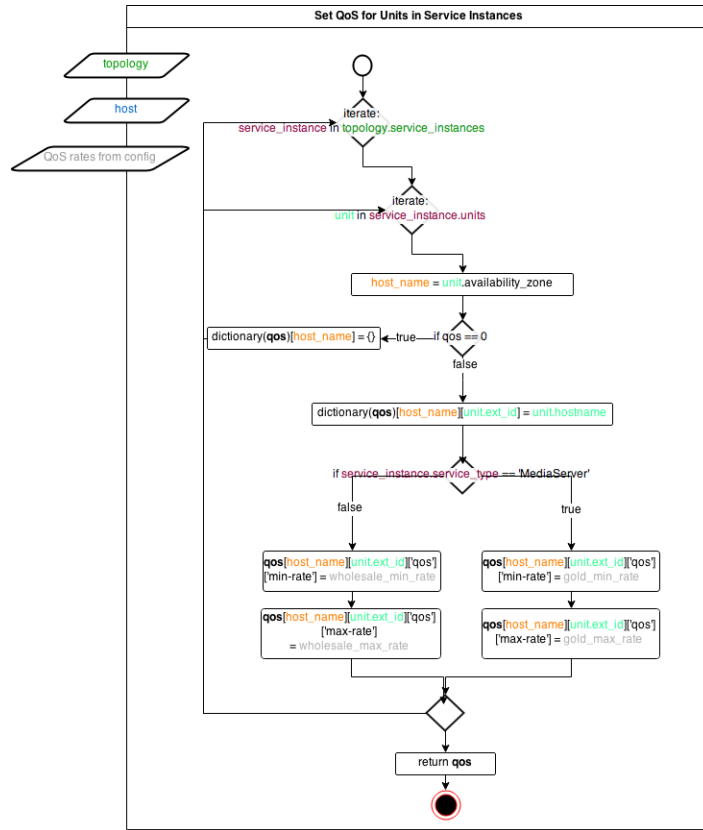 Set QoS for Units in Service Instances
topology
host
QoS rates from config
iterate:
service_instance in topology.service_instances
iterate:
unit in service_instance.units
host_name = unit.availability_zone
dictionary(qos)[host_name] = {}
true
if qos == 0
false
dictionary(qos)[host_name][unit.ext_id] = unit.hostname
if service_instance.service_type == 'MediaServer'
false
true
qos[host_name][unit.ext_id]['qos']
['min-rate'] = wholesale_min_rate
qos[host_name][unit.ext_id]['qos']
['min-rate'] = gold_min_rate
qos[host_name][unit.ext_id]['qos']
['max-rate']
= wholesale_max_rate
qos[host_name][unit.ext_id]['qos']
['max-rate'] = gold_max_rate
return qos